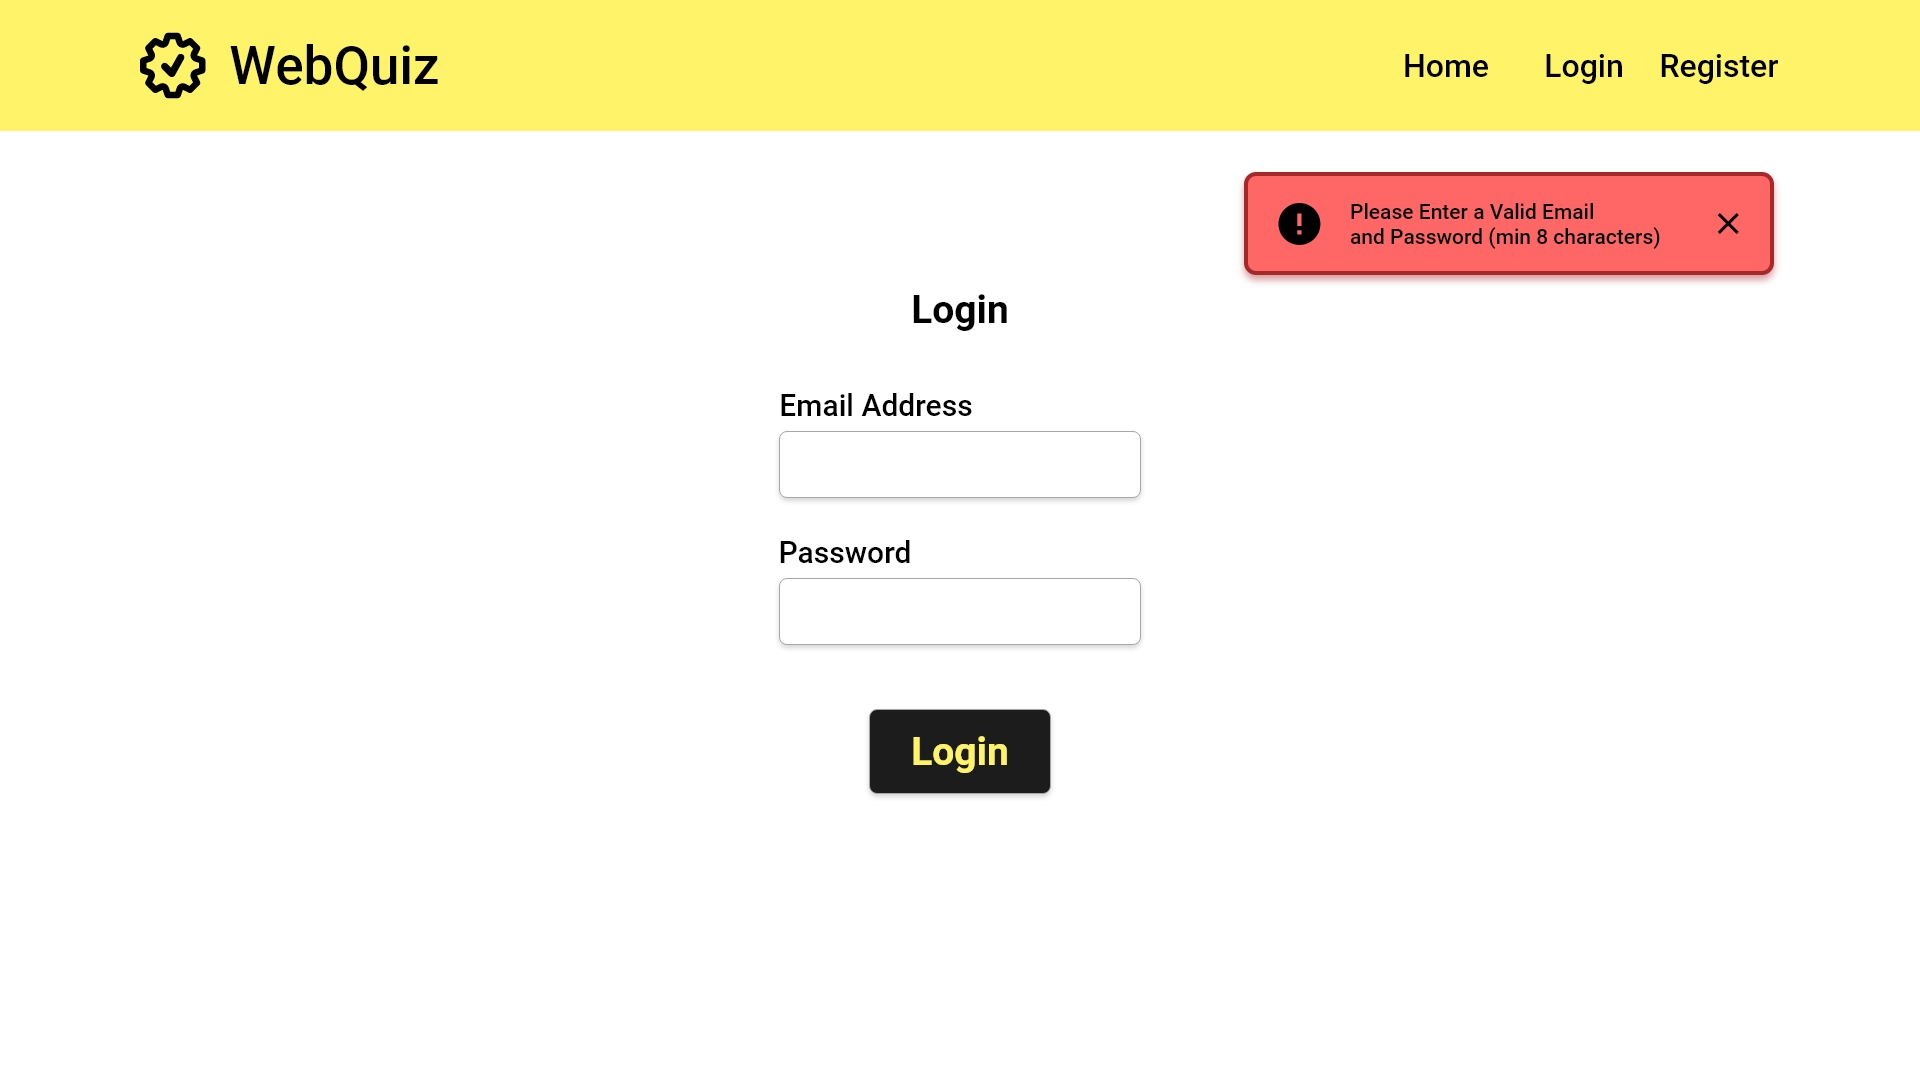 WebQuiz
Home
Login
Register
Please Enter a Valid Email
and Password (min 8 characters)
Login
Email Address
Password
Login